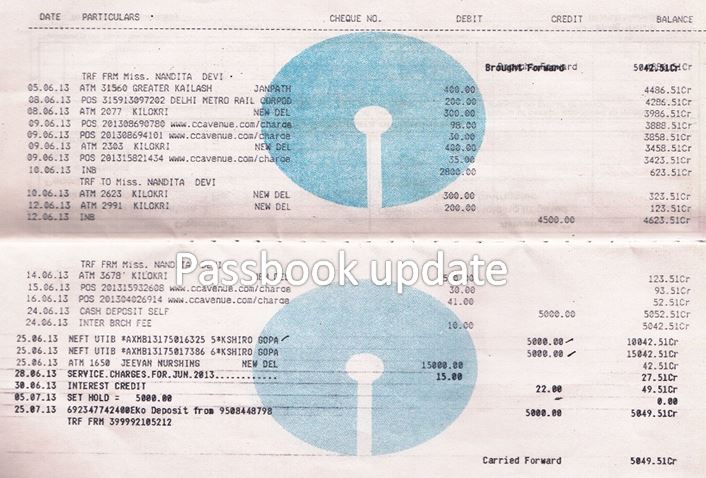 DATE PARTICULARS CHEQUE NO. DEBIT CREDIT BALANCE
Brought Forward
TRF FRM Miss. NANDITA DEVI
05.06.13 ATM 31560 GREATER KAILASH JANPATH 400.00 4486.51Cr
08.06.13 POS 315913097202 DELHI METRO RAIL CORPOD 200.00 4286.51Cr
08.06.13 ATM 2077 KILOKRI NEW DEL 300.00 3986.51Cr
09.06.13 POS 201308690780 www.ccavenue.com/charge 98.00 3888.51Cr
09.06.13 POS 201308694101 www.ccavenue.com/charge 30.00 3858.51Cr
09.06.13 ATM 2303 KILOKRI NEW DEL 400.00 3458.51Cr
09.06.13 POS 201315821434 www.ccavenue.com/charge 35.00 3423.51Cr
10.06.13 INB 2800.00 623.51Cr
TRF TO Miss. NANDITA DEVI
10.06.13 ATM 2623 KILOKRI NEW DEL 300.00 323.51Cr
12.06.13 ATM 2991 KILOKRI NEW DEL 200.00 123.51Cr
12.06.13 INB 4500.00 4623.51Cr
TRF FRM Miss. NANDITA DEVI
Passbook update
14.06.13 ATM 3678 KILOKRI 123.51Cr
15.06.13 POS 201315932608 www.ccavenue.com/charge 30.00 93.51Cr
16.06.13 POS 201304026914 www.ccavenue.com/charge 41.00 52.51Cr
24.06.13 CASH DEPOSIT SELF 5000.00 5052.51Cr
24.06.13 INTER BRCH FEE 10.00 5042.51Cr
25.06.13 NEFT UTIB *AXMB13175016325 5*KSHIRO GOPA 5000.00 10042.51Cr
25.06.13 NEFT UTIB *AXMB13175017386 6*KSHIRO GOPA 5000.00 15042.51Cr
25.06.13 ATM 1650 JEEVAN NURSHING NEW DEL 15000.00 42.51Cr
28.06.13 SERVICE.CHARGES.FOR.JUN.2013............ 15.00 27.51Cr
30.06.13 INTEREST CREDIT 22.00 49.51Cr
05.07.13 SET HOLD = 5000.00 0.00
25.07.13 692347742400Eko Deposit from 9508448798 5000.00 5049.51Cr
TRF FRM 399992105212
Carried Forward 5049.51Cr